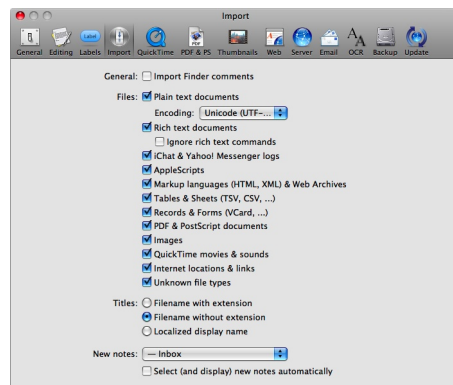 Import
General Editing Labels Import QuickTime PDF & PS Thumbnails Web Server Email OCR Backup Update
General: Import Finder comments
Files: Plain text documents
Encoding: Unicode (UTF-...
Rich text documents
Ignore rich text commands
iChat & Yahoo! Messenger logs
AppleScripts
Markup languages (HTML, XML) & Web Archives
Tables & Sheets (TSV, CSV, ...)
Records & Forms (VCard, ...)
PDF & PostScript documents
Images
QuickTime movies & sounds
Internet locations & links
Unknown file types
Titles: Filename with extension
Filename without extension
Localized display name
New notes: — Inbox
Select (and display) new notes automatically